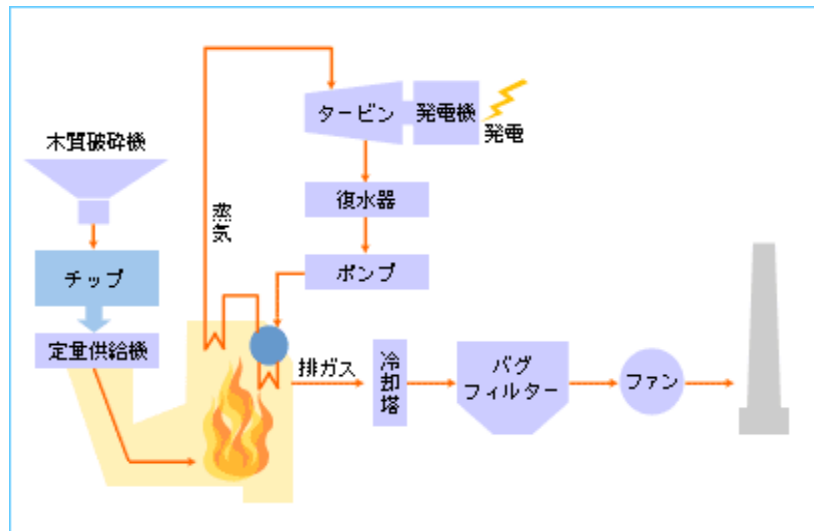 木質破砕機
チップ
定量供給機
蒸気
タービン
発電機
発電
復水器
ポンプ
排ガス
冷却塔
バグ
フィルター
ファン